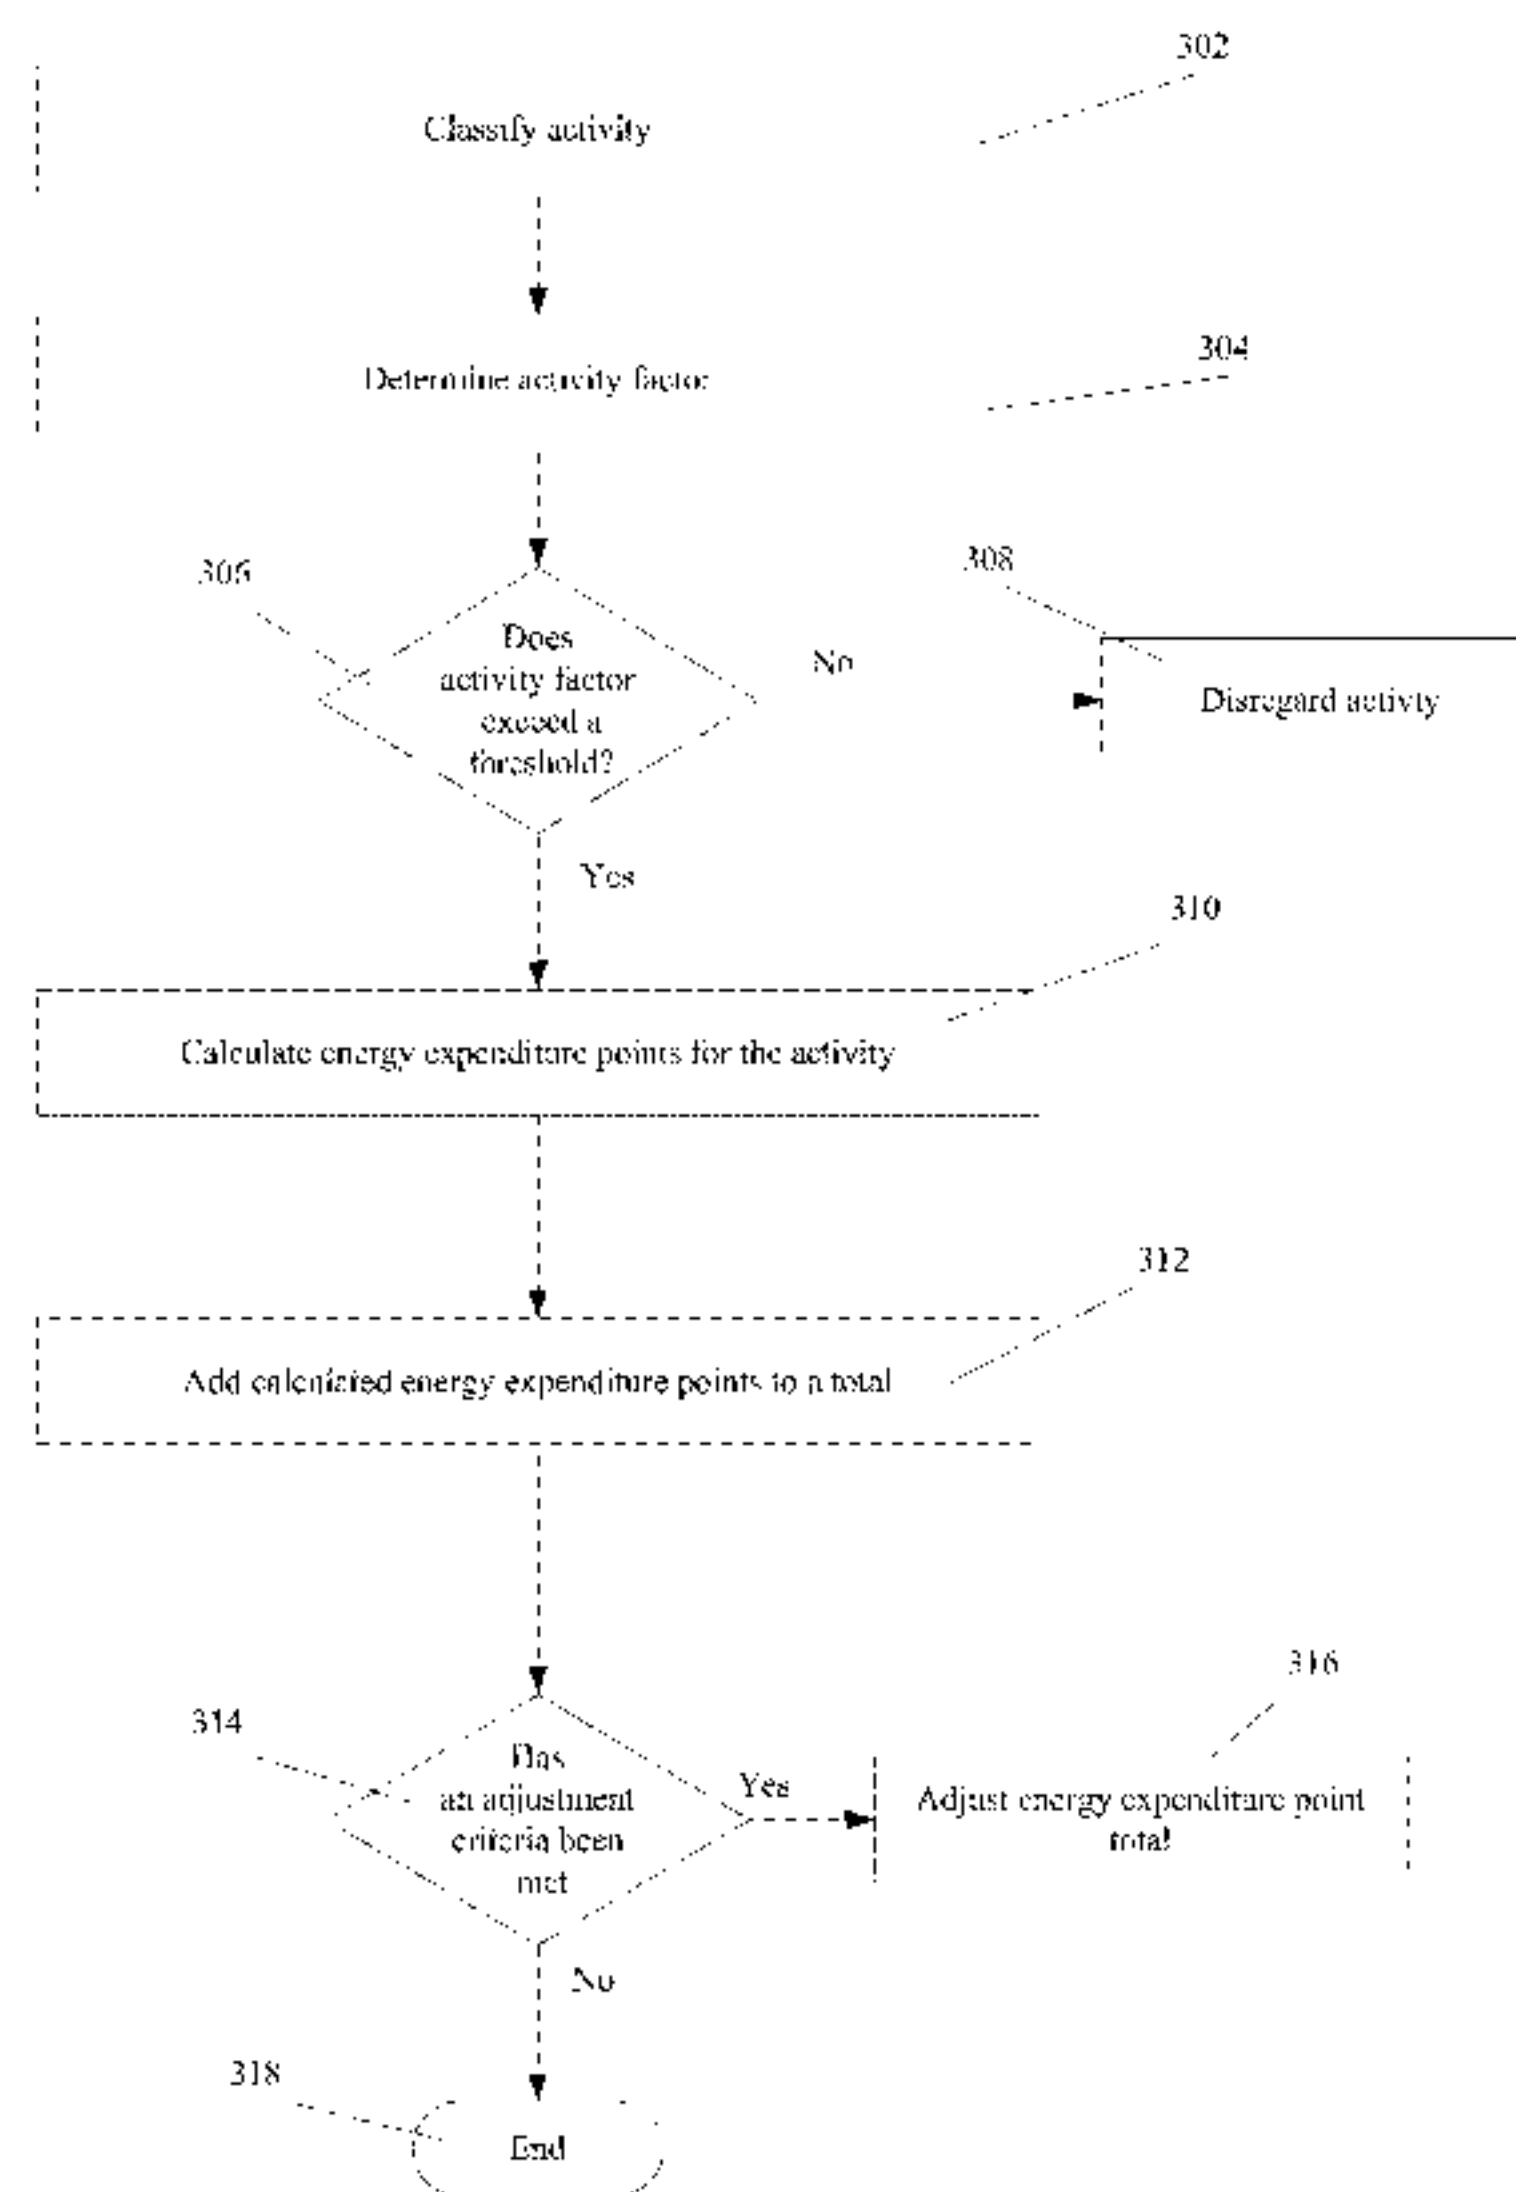 302
Classify activity
304
Determine activity factor
306
308
Does
activity factor
exceed a
threshold?
No
Disregard activty
Yes
310
Calculate energy expenditure points for the activity
312
Add calculated energy expenditure points to a total
316
314
Has
an adjustment
criteria been
met
Yes
Adjust energy expenditure point
total
No
318
End